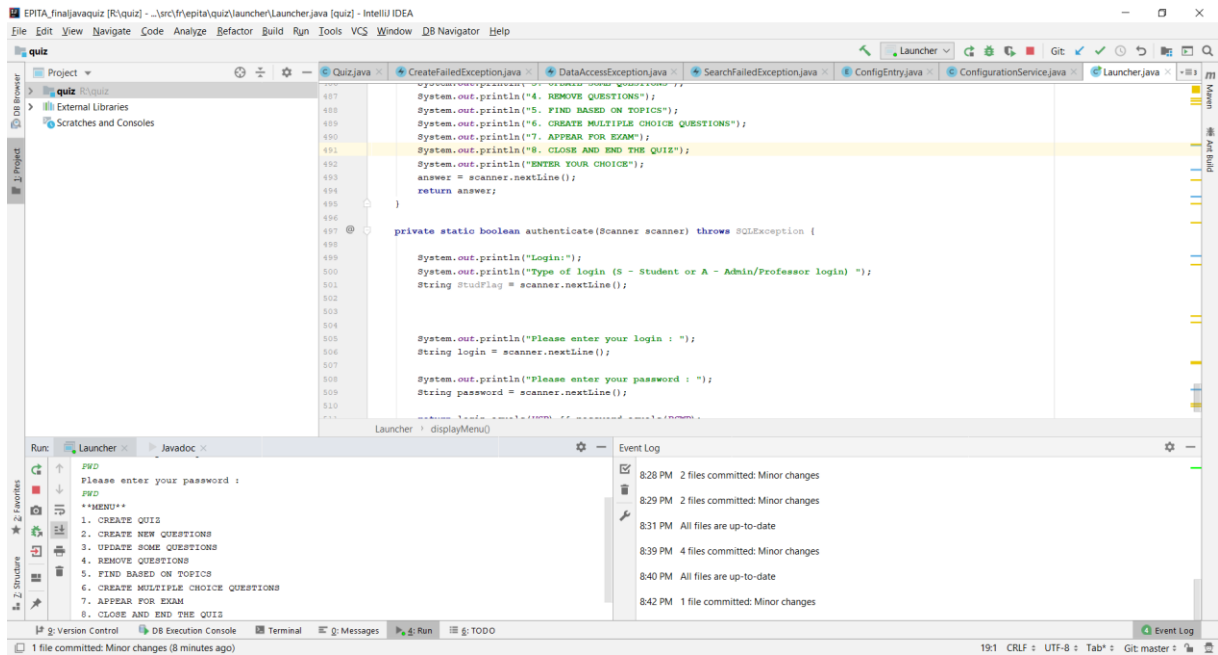 EPITA_finaljavaquiz [R:\quiz] - ...\src\fr\epita\quiz\launcher\Launcher.java [quiz] - IntelliJ IDEA
File Edit View Navigate Code Analyze Refactor Build Run Tools VCS Window DB Navigator Help
quiz Launcher Git:
Project Quiz.java CreateFailedException.java DataAccessException.java SearchFailedException.java ConfigEntry.java ConfigurationService.java Launcher.java
quiz R:\quiz
External Libraries
Scratches and Consoles
DB Browser
1: Project
Maven
Ant Build
487 System.out.println("4. REMOVE QUESTIONS");
488 System.out.println("5. FIND BASED ON TOPICS");
489 System.out.println("6. CREATE MULTIPLE CHOICE QUESTIONS");
490 System.out.println("7. APPEAR FOR EXAM");
491 System.out.println("8. CLOSE AND END THE QUIZ");
492 System.out.println("ENTER YOUR CHOICE");
493 answer = scanner.nextLine();
494 return answer;
495 }
496
497 @ private static boolean authenticate(Scanner scanner) throws SQLException {
498
499 System.out.println("Login:");
500 System.out.println("Type of login (S - Student or A - Admin/Professor login) ");
501 String StudFlag = scanner.nextLine();
502
503
504
505 System.out.println("Please enter your login : ");
506 String login = scanner.nextLine();
507
508 System.out.println("Please enter your password : ");
509 String password = scanner.nextLine();
510
Launcher › displayMenu()
Run: Launcher Javadoc
PWD
Please enter your password :
PWD
**MENU**
1. CREATE QUIZ
2. CREATE NEW QUESTIONS
3. UPDATE SOME QUESTIONS
4. REMOVE QUESTIONS
5. FIND BASED ON TOPICS
6. CREATE MULTIPLE CHOICE QUESTIONS
7. APPEAR FOR EXAM
8. CLOSE AND END THE QUIZ
2: Favorites
Z: Structure
Event Log
8:28 PM 2 files committed: Minor changes
8:29 PM 2 files committed: Minor changes
8:31 PM All files are up-to-date
8:39 PM 4 files committed: Minor changes
8:40 PM All files are up-to-date
8:42 PM 1 file committed: Minor changes
9: Version Control DB Execution Console Terminal 0: Messages 4: Run 6: TODO 4 Event Log
1 file committed: Minor changes (8 minutes ago) 19:1 CRLF UTF-8 Tab* Git: master